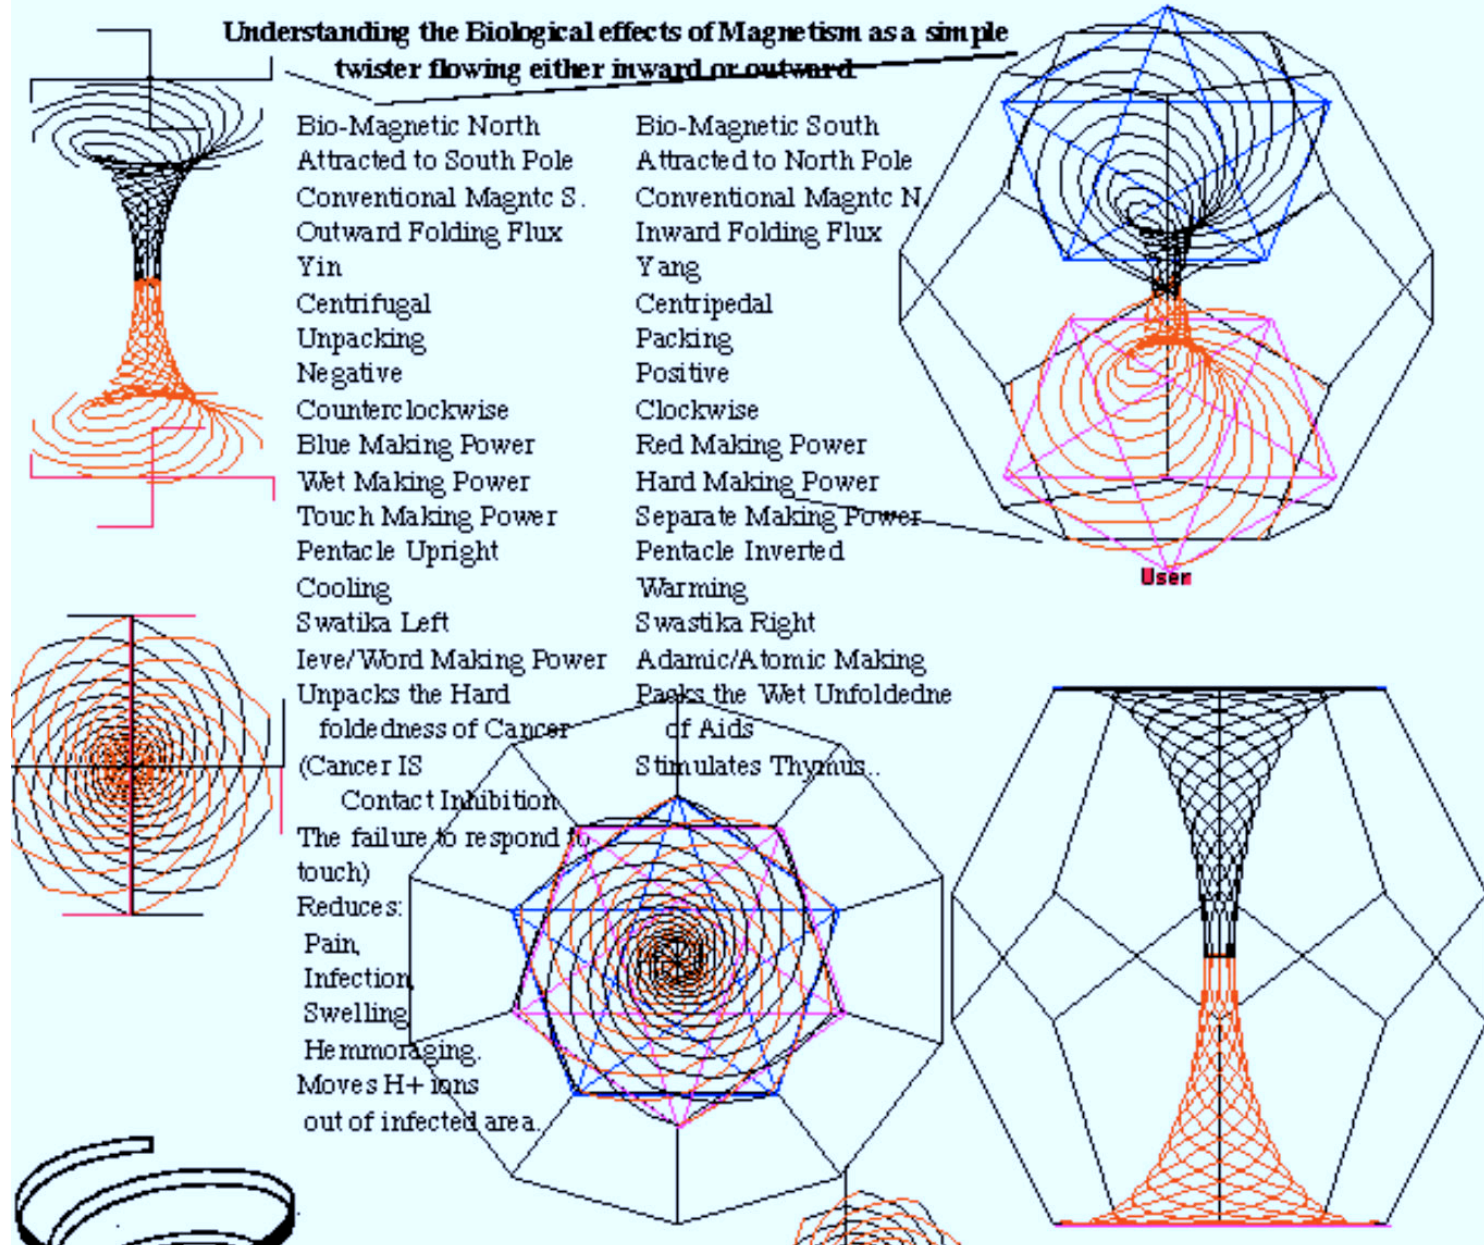 Understanding the Biological effects of Magnetism as a simple
twister flowing either inward or outward
Bio-Magnetic North
Attracted to South Pole
Conventional Magntc S.
Outward Folding Flux
Yin
Centrifugal
Unpacking
Negative
Counterclockwise
Blue Making Power
Wet Making Power
Touch Making Power
Pentacle Upright
Cooling
Swatika Left
Ieve/Word Making Power
Unpacks the Hard
foldedness of Cancer
(Cancer IS
Contact Inhibition
The failure to respond to
touch)
Reduces:
Pain,
Infection,
Swelling
Hemmoraging.
Moves H+ ions
out of infected area.
Bio-Magnetic South
Attracted to North Pole
Conventional Magntc N
Inward Folding Flux
Yang
Centripedal
Packing
Positive
Clockwise
Red Making Power
Hard Making Power
Separate Making Power
Pentacle Inverted
Warming
Swastika Right
Adamic/Atomic Making
Packs the Wet Unfoldedne
of Aids
Stimulates Thymus..
User